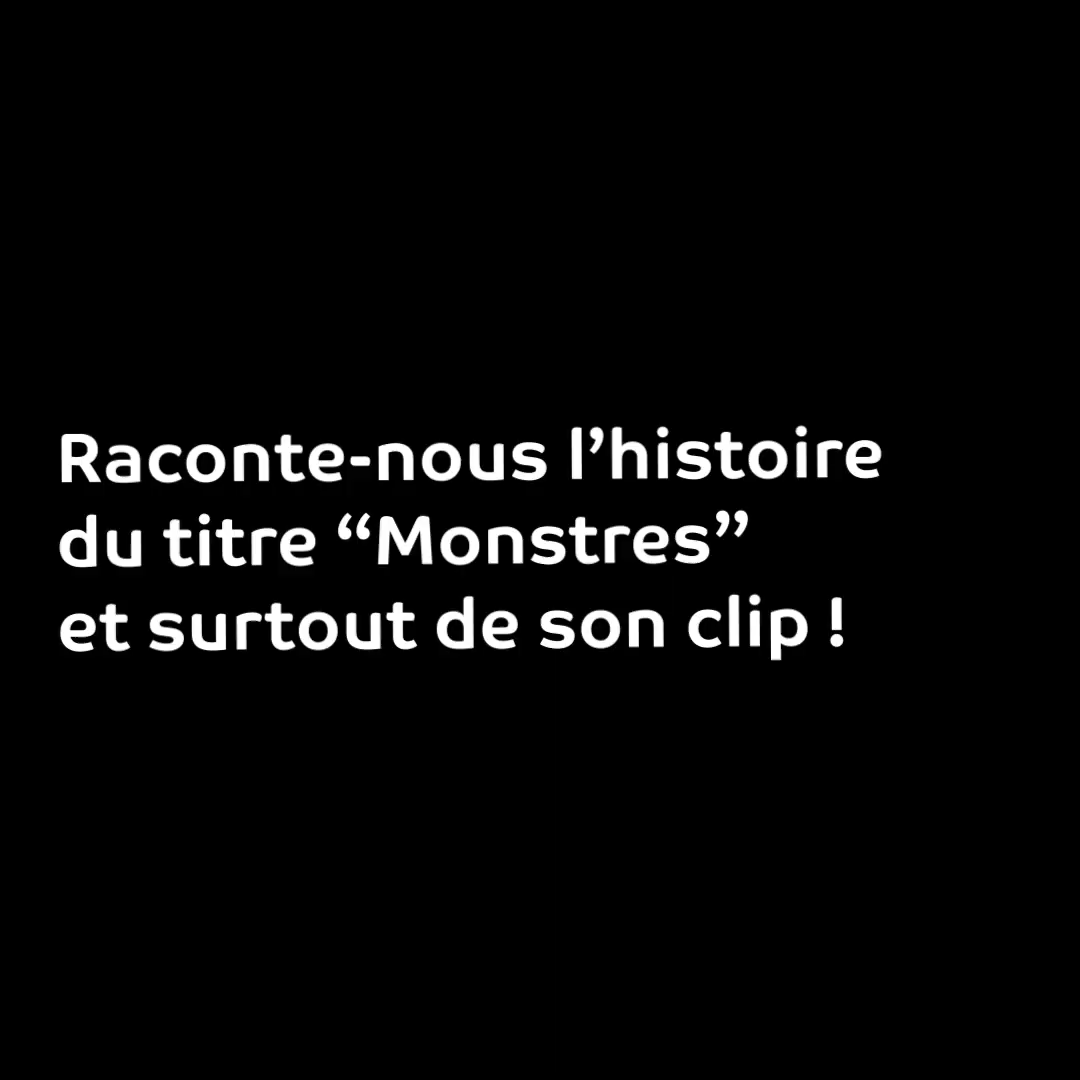 Raconte-nous l’histoire
du titre “Monstres”
et surtout de son clip !